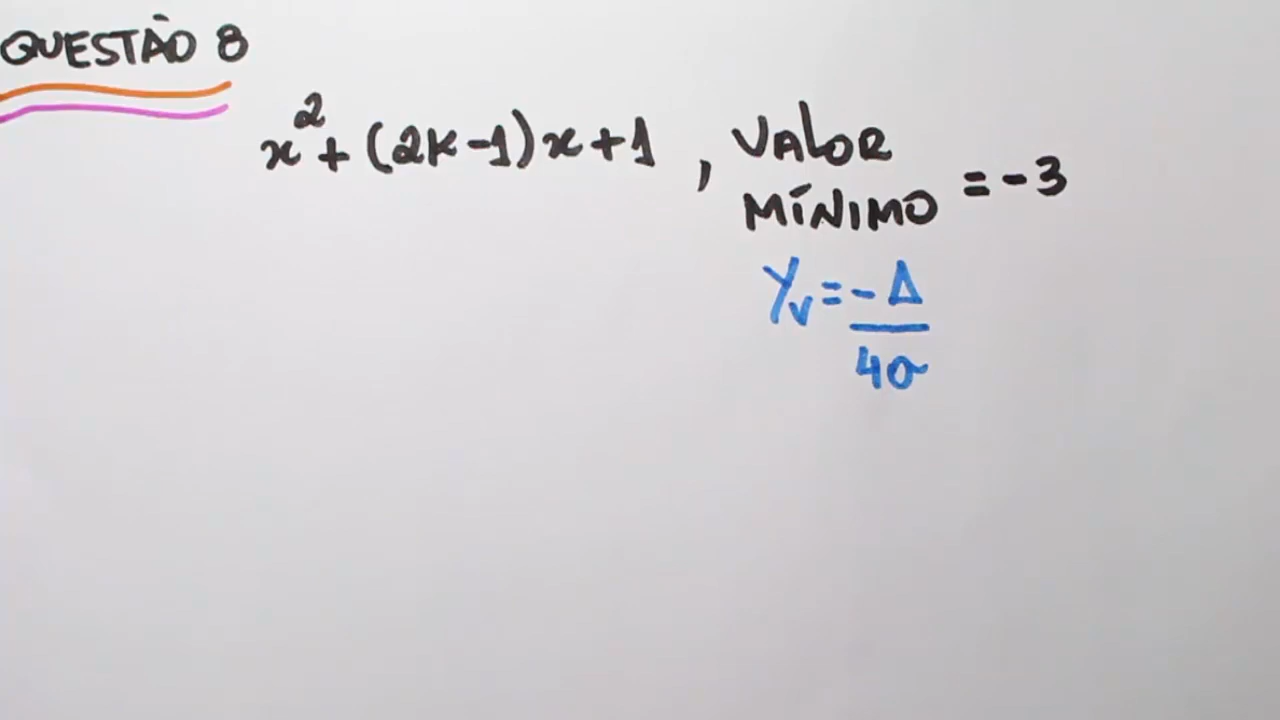 QUESTÃO 8
x² + (2k-1)x + 1 , VALOR MÍNIMO = -3
Yv = -Δ
4a